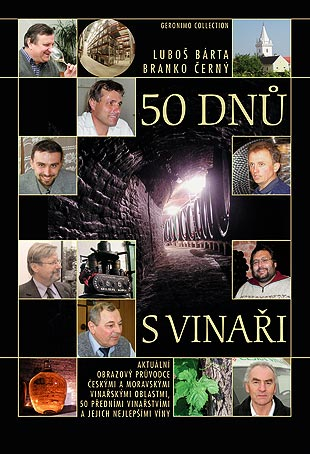 GERONIMO COLLECTION
LUBOŠ BÁRTA
BRANKO ČERNÝ
50 DNŮ
S VINAŘI
AKTUÁLNÍ
OBRAZOVÝ PRŮVODCE
ČESKÝMI A MORAVSKÝMI
VINAŘSKÝMI OBLASTMI,
50 PŘEDNÍMI VINAŘSTVÍMI
A JEJICH NEJLEPŠÍMI VÍNY